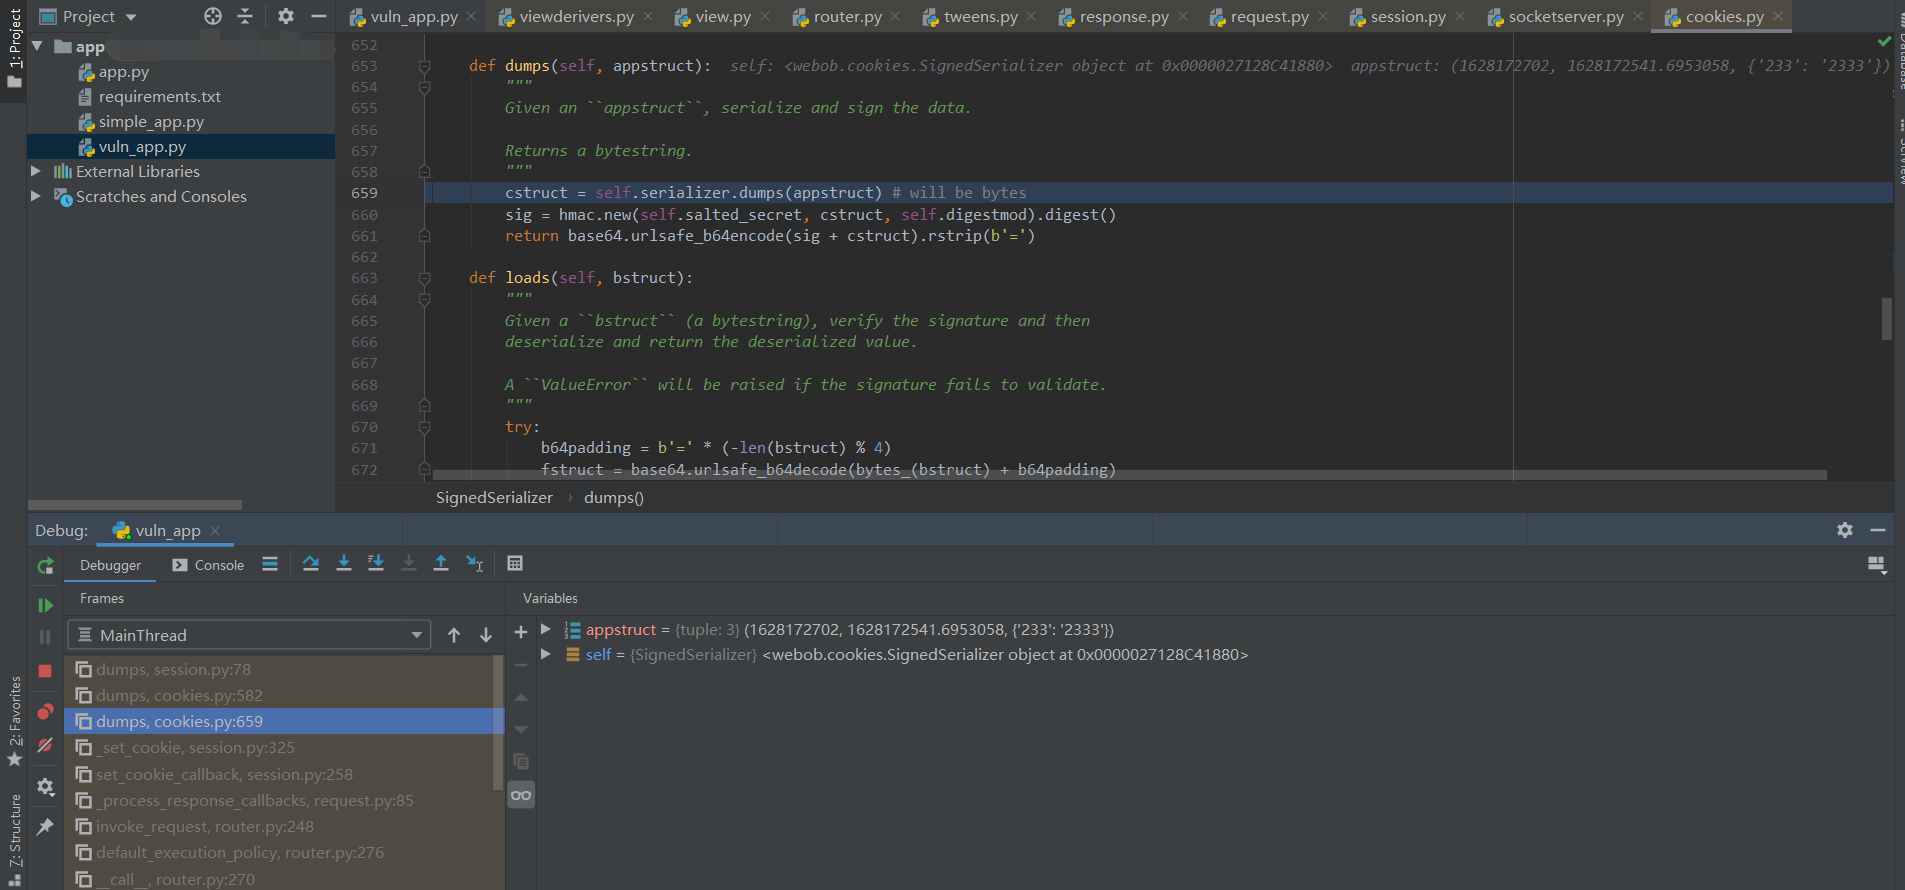 1: Project
Project
vuln_app.py
viewderivers.py
view.py
router.py
tweens.py
response.py
request.py
session.py
socketserver.py
cookies.py
app
app.py
requirements.txt
simple_app.py
vuln_app.py
External Libraries
Scratches and Consoles
652
653 def dumps(self, appstruct): self: <webob.cookies.SignedSerializer object at 0x0000027128C41880> appstruct: (1628172702, 1628172541.6953058, {'233': '2333'})
654 """
655 Given an ``appstruct``, serialize and sign the data.
656
657 Returns a bytestring.
658 """
659 cstruct = self.serializer.dumps(appstruct) # will be bytes
660 sig = hmac.new(self.salted_secret, cstruct, self.digestmod).digest()
661 return base64.urlsafe_b64encode(sig + cstruct).rstrip(b'=')
662
663 def loads(self, bstruct):
664 """
665 Given a ``bstruct`` (a bytestring), verify the signature and then
666 deserialize and return the deserialized value.
667
668 A ``ValueError`` will be raised if the signature fails to validate.
669 """
670 try:
671 b64padding = b'=' * (-len(bstruct) % 4)
672 fstruct = base64.urlsafe_b64decode(bytes_(bstruct) + b64padding)
SignedSerializer › dumps()
Database
Debug: vuln_app
Debugger
Console
Frames
Variables
MainThread
dumps, session.py:78
dumps, cookies.py:582
dumps, cookies.py:659
_set_cookie, session.py:325
set_cookie_callback, session.py:258
_process_response_callbacks, request.py:85
invoke_request, router.py:248
default_execution_policy, router.py:276
__call__, router.py:270
appstruct = {tuple: 3} (1628172702, 1628172541.6953058, {'233': '2333'})
self = {SignedSerializer} <webob.cookies.SignedSerializer object at 0x0000027128C41880>
2: Favorites
7: Structure